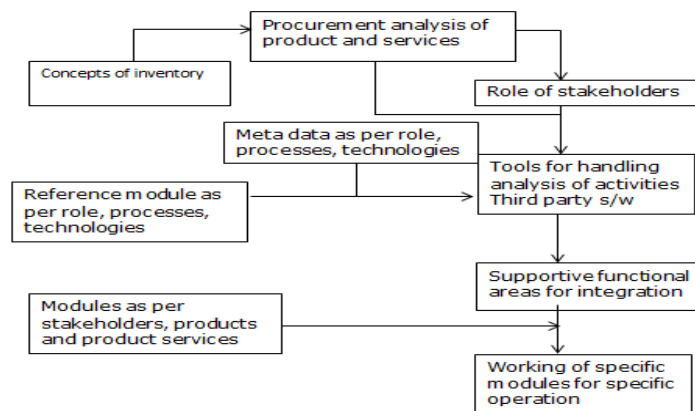 Procurement analysis of
product and services
Concepts of inventory
Role of stakeholders
Meta data as per role,
processes, technologies
Tools for handling
analysis of activities
Third party s/w
Reference module as
per role, processes,
technologies
Supportive functional
areas for integration
Modules as per
stakeholders, products
and product services
Working of specific
modules for specific
operation